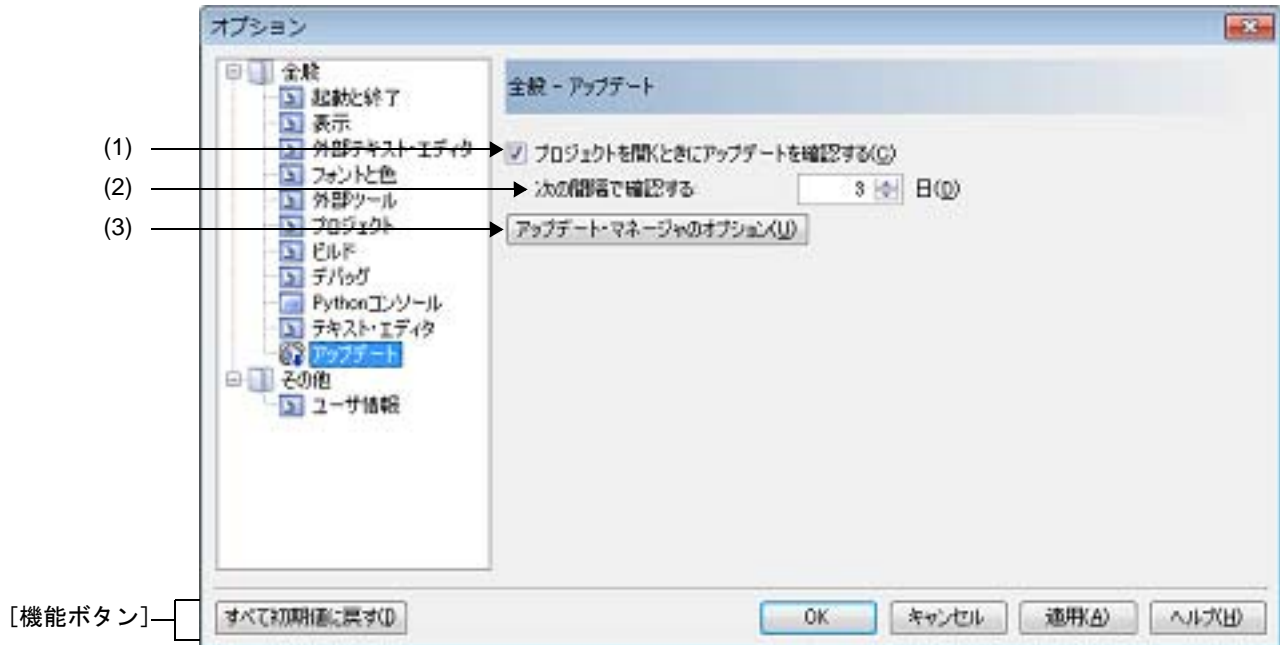 オプション
全般
起動と終了
表示
外部テキスト・エディタ
フォントと色
外部ツール
プロジェクト
ビルド
デバッグ
Pythonコンソール
テキスト・エディタ
アップデート
その他
ユーザ情報
全般 - アップデート
(1)
プロジェクトを開くときにアップデートを確認する(C)
(2)
次の間隔で確認する 3 日(D)
(3)
アップデート・マネージャのオプション(U)
[機能ボタン]
すべて初期値に戻す(I) OK キャンセル 適用(A) ヘルプ(H)